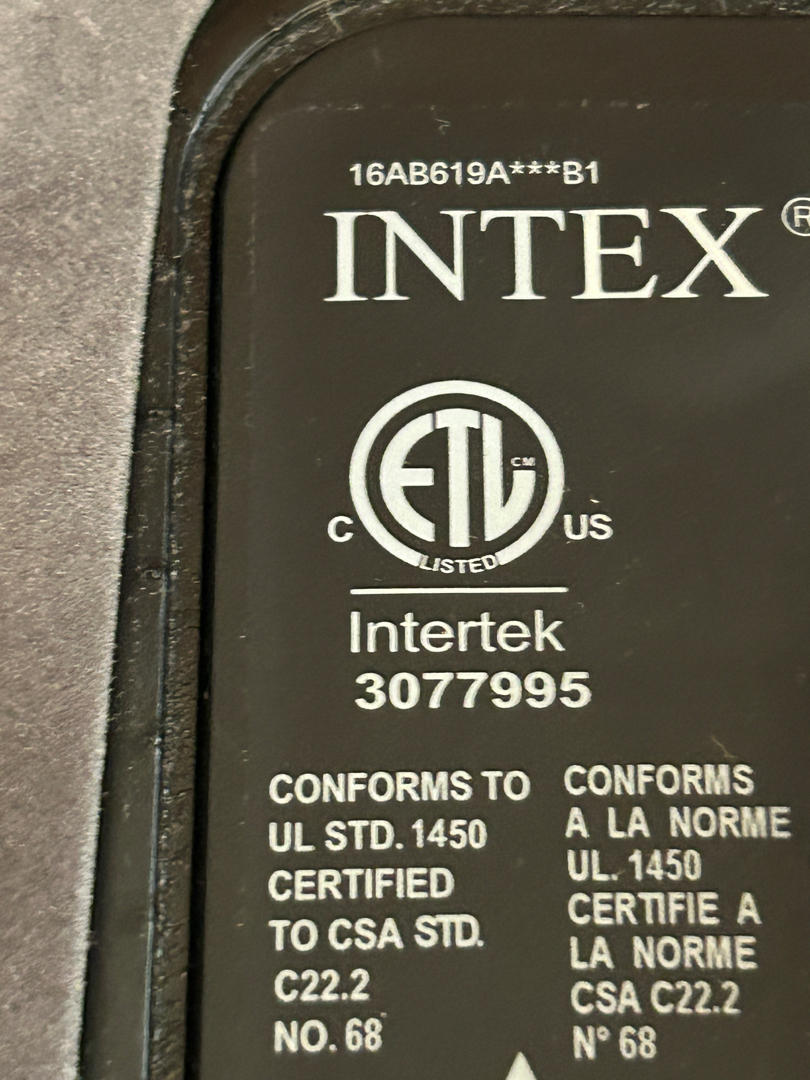 16AB619A***B1
INTEX®
ETL CM
C US
LISTED
Intertek
3077995
CONFORMS TO
UL STD. 1450
CERTIFIED
TO CSA STD.
C22.2
NO. 68
CONFORMS
A LA NORME
UL. 1450
CERTIFIE A
LA NORME
CSA C22.2
N° 68